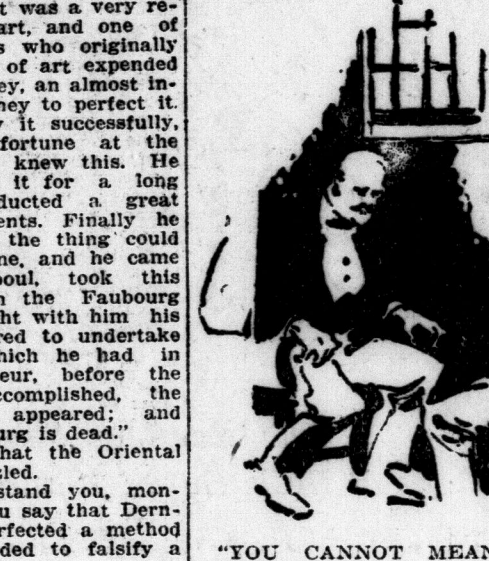 t was a very re-
art, and one of
s who originally
of art expended
ey, an almost in-
ney to perfect it.
it successfully,
fortune at the
knew this. He
it for a long
ducted a great
ents. Finally he
the thing could
ne, and he came
boul, took this
n the Faubourg
ht with him his
red to undertake
hich he had in
eur, before the
ccomplished, the
appeared; and
urg is dead."
hat the Oriental
led.
stand you, mon-
u say that Dern-
rfected a method
ded to falsify a
"YOU CANNOT MEAN